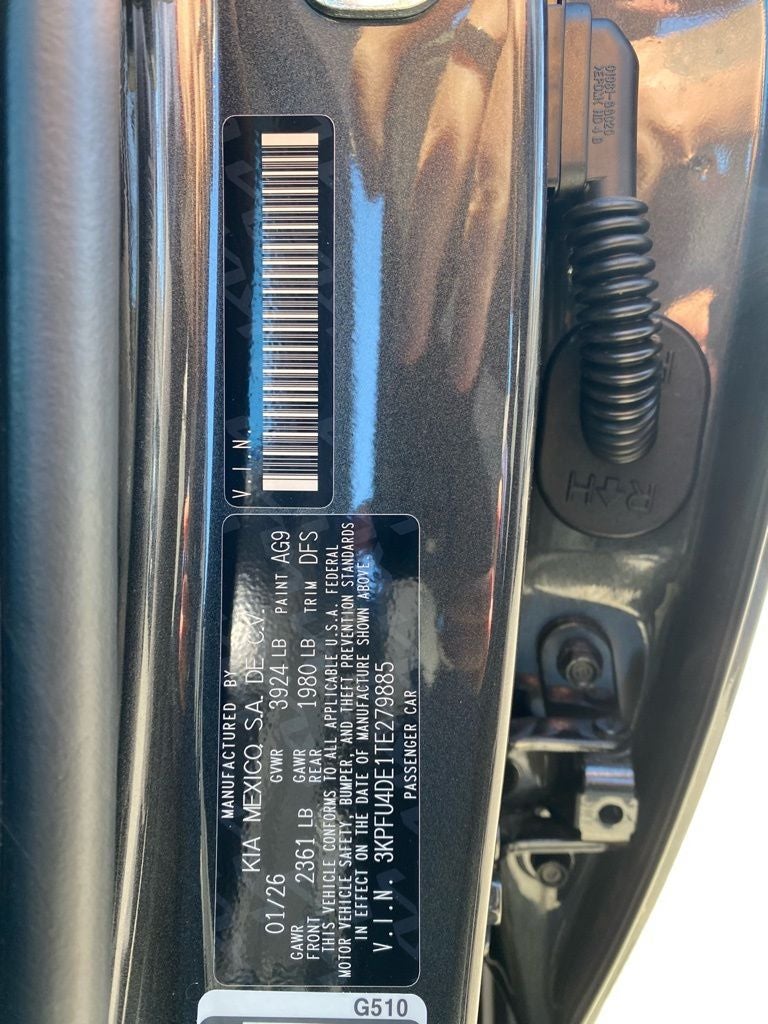 MANUFACTURED BY
KIA MEXICO, S.A. DE C.V.
01/26 GVWR 3924 LB PAINT AG9
GAWR FRONT 2361 LB GAWR REAR 1980 LB TRIM DFS
THIS VEHICLE CONFORMS TO ALL APPLICABLE U.S.A. FEDERAL
MOTOR VEHICLE SAFETY, BUMPER, AND THEFT PREVENTION STANDARDS
IN EFFECT ON THE DATE OF MANUFACTURE SHOWN ABOVE.
V.I.N. 3KPFU4DE1TE279885
PASSENGER CAR
V.I.N.
G510